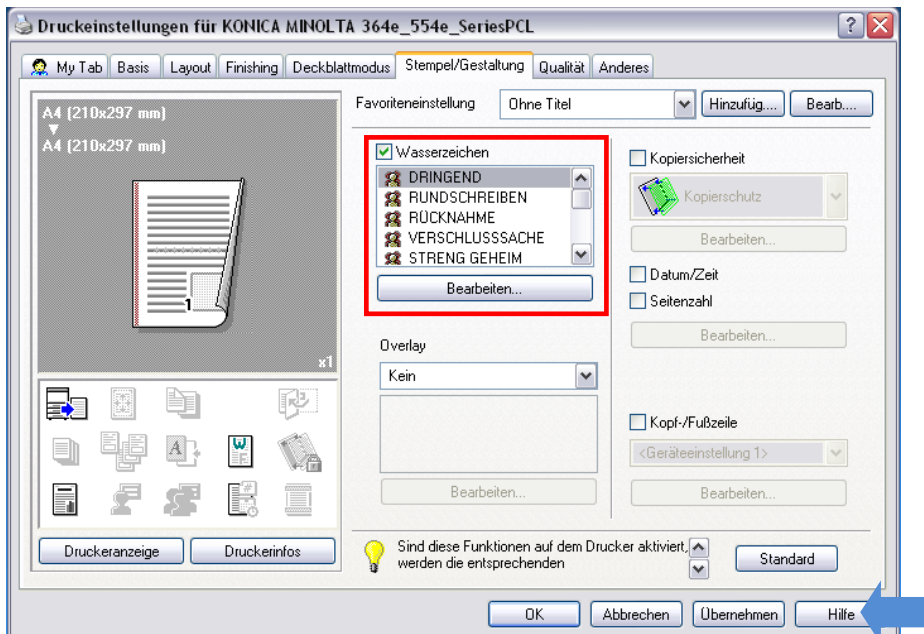 Druckeinstellungen für KONICA MINOLTA 364e_554e_SeriesPCL
My Tab Basis Layout Finishing Deckblattmodus Stempel/Gestaltung Qualität Anderes
A4 (210x297 mm)
A4 (210x297 mm)
1
x1
Druckeranzeige Druckerinfos
Favoriteneinstellung Ohne Titel Hinzufüg.... Bearb....
Wasserzeichen
DRINGEND
RUNDSCHREIBEN
RÜCKNAHME
VERSCHLUSSSACHE
STRENG GEHEIM
Bearbeiten...
Overlay
Kein
Bearbeiten...
Kopiersicherheit
Kopierschutz
Bearbeiten...
Datum/Zeit
Seitenzahl
Bearbeiten...
Kopf-/Fußzeile
<Geräteeinstellung 1>
Bearbeiten...
Sind diese Funktionen auf dem Drucker aktiviert,
werden die entsprechenden
Standard
OK Abbrechen Übernehmen Hilfe